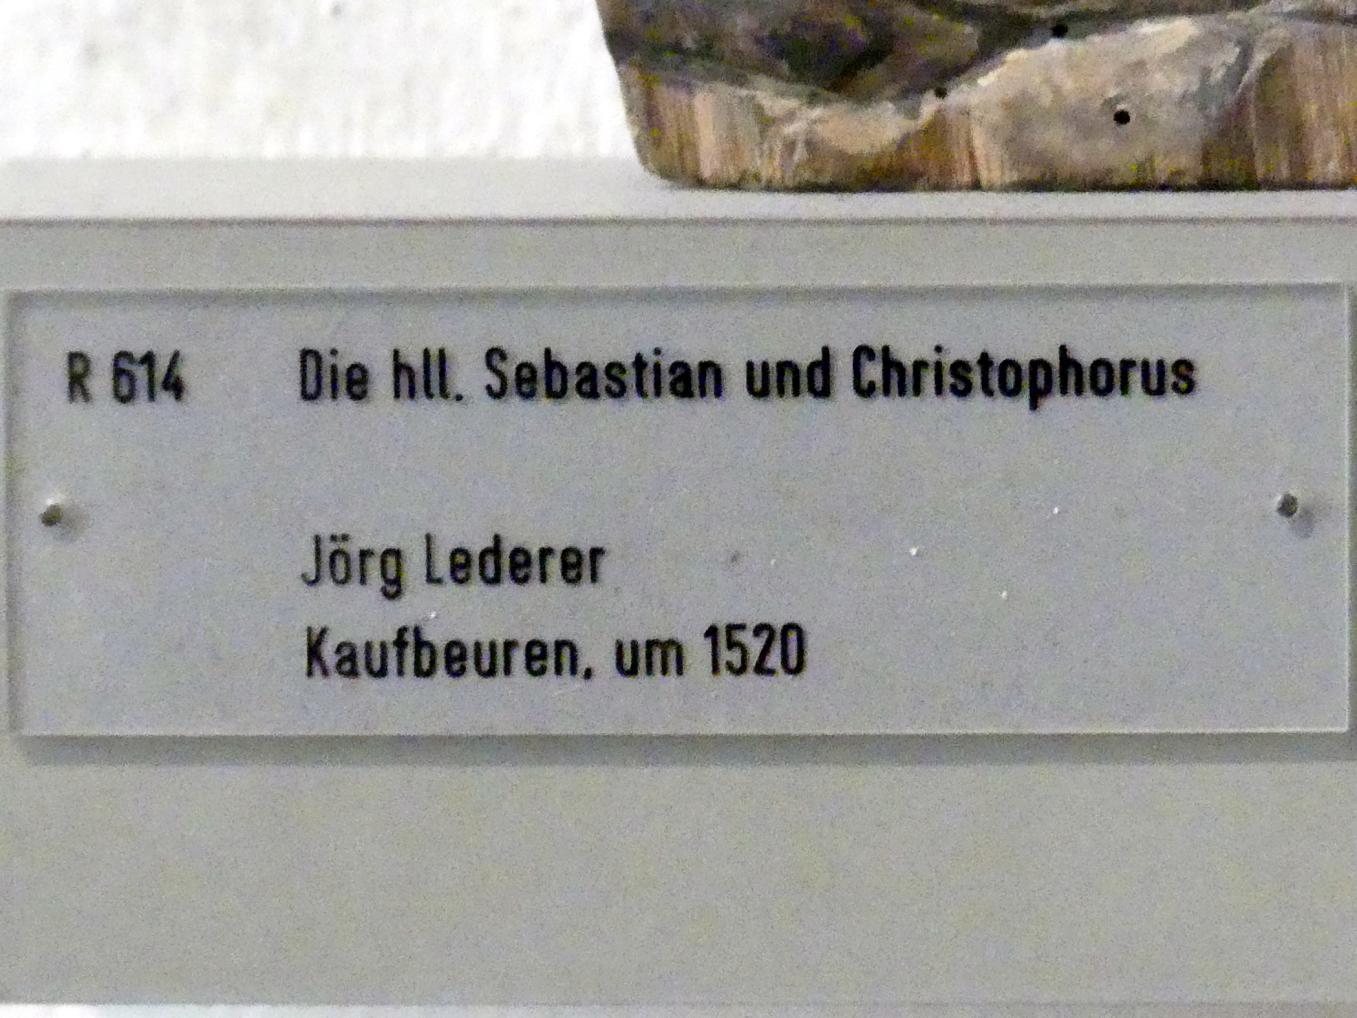 R 614 Die hll. Sebastian und Christophorus
Jörg Lederer
Kaufbeuren, um 1520